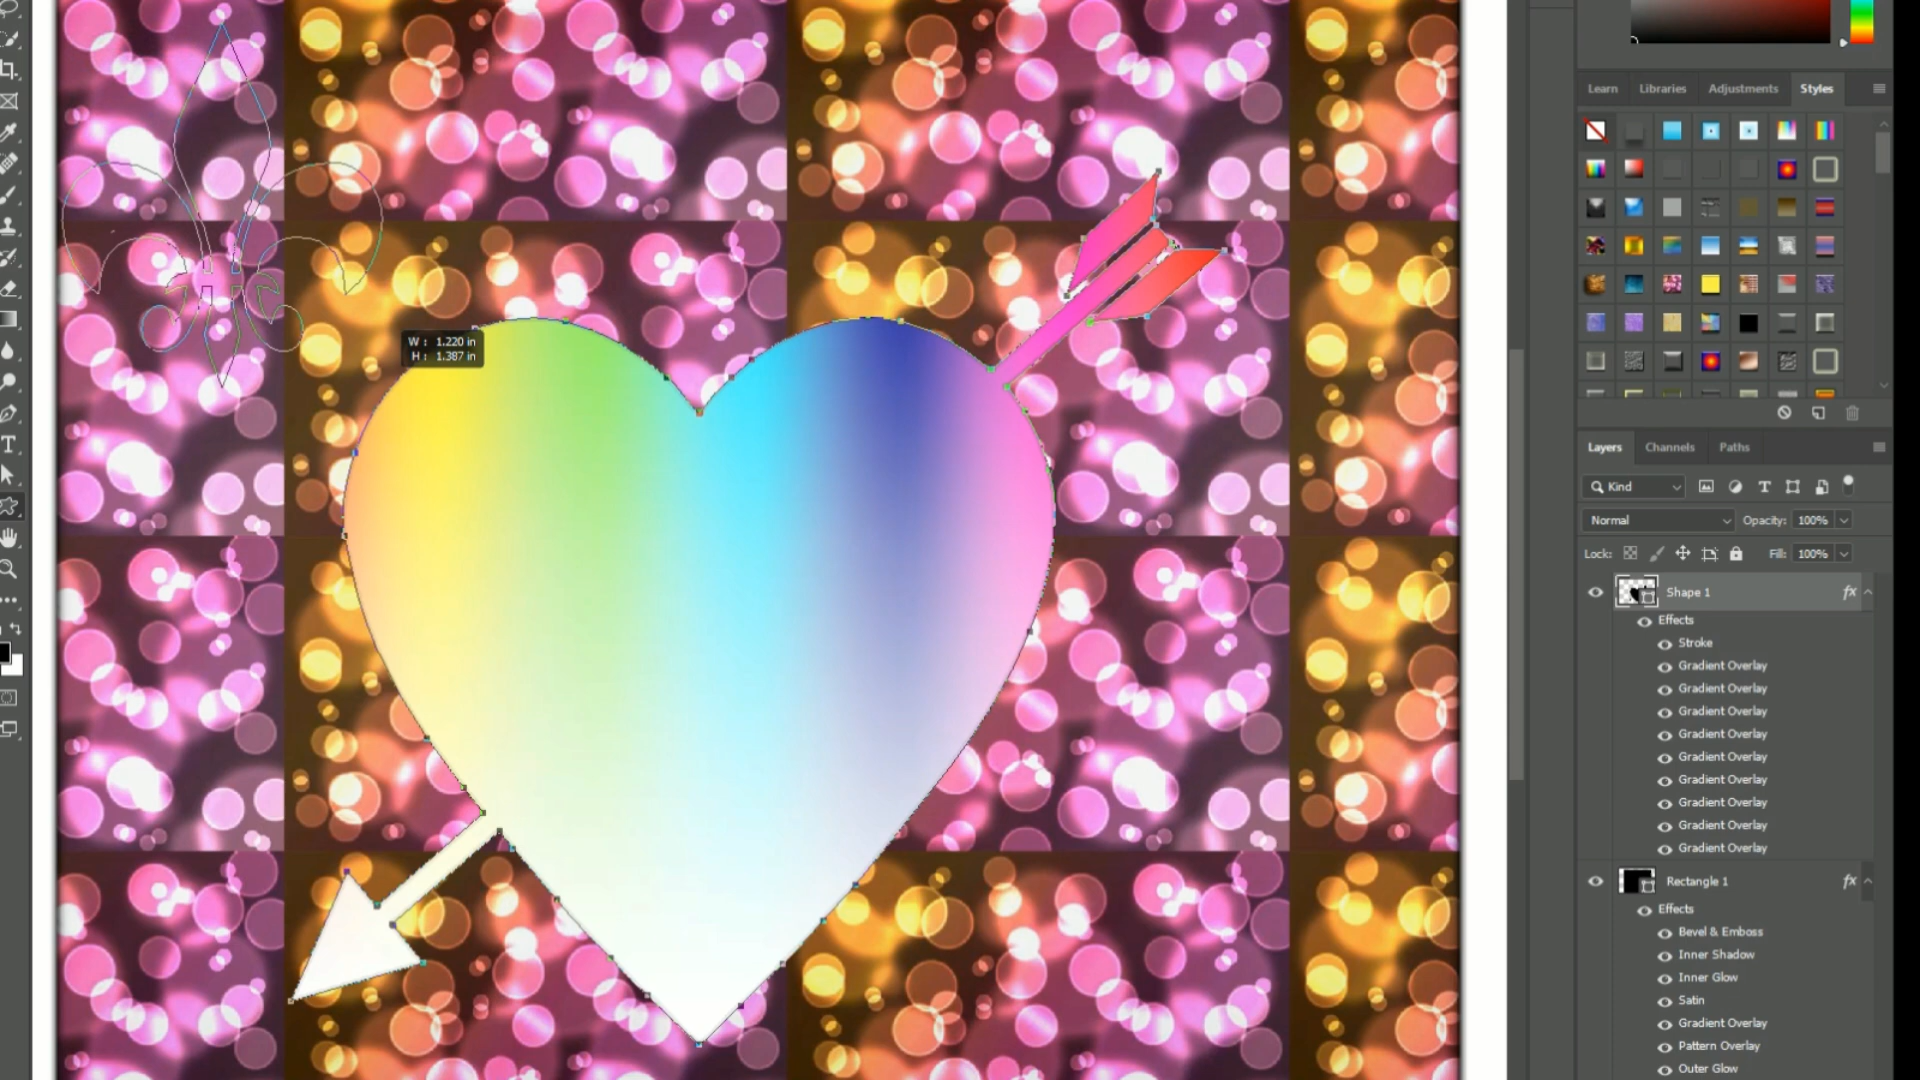 Learn Libraries Adjustments Styles
W : 1.220 in
H : 1.387 in
Layers Channels Paths
Kind
Normal Opacity: 100%
Lock: Fill: 100%
Shape 1 fx
Effects
Stroke
Gradient Overlay
Gradient Overlay
Gradient Overlay
Gradient Overlay
Gradient Overlay
Gradient Overlay
Gradient Overlay
Gradient Overlay
Gradient Overlay
Rectangle 1 fx
Effects
Bevel & Emboss
Inner Shadow
Inner Glow
Satin
Gradient Overlay
Pattern Overlay
Outer Glow